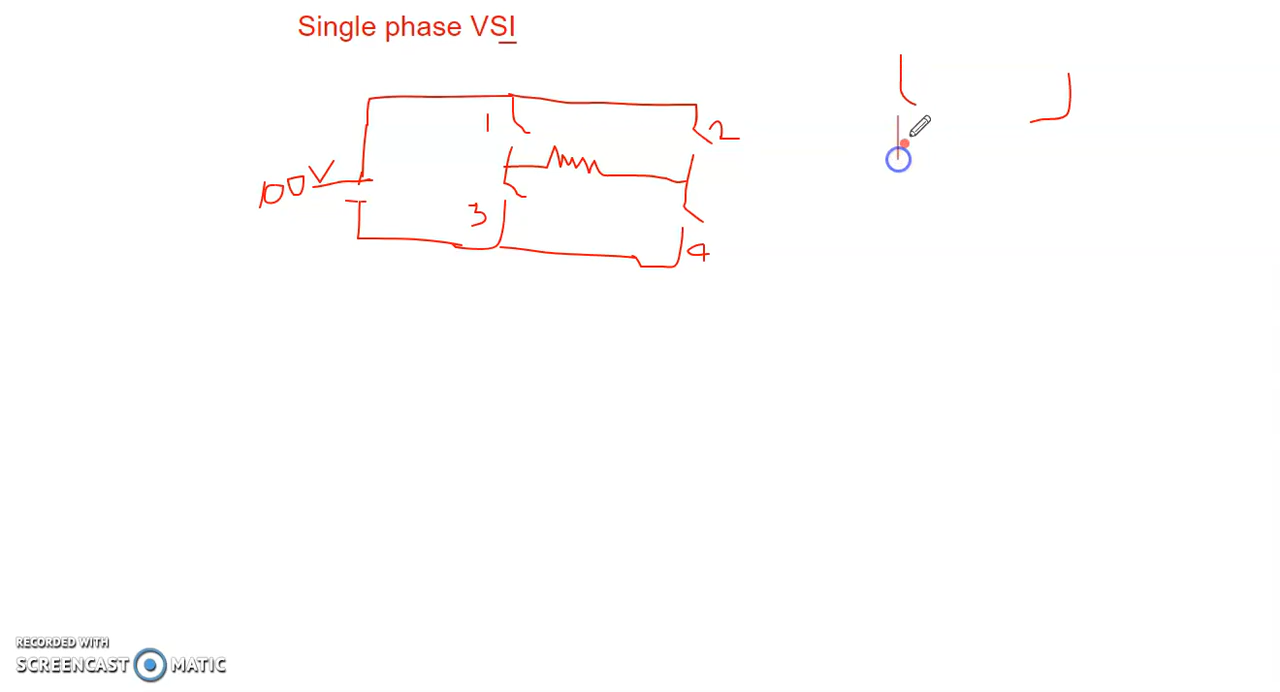 Single phase VSI
1
2
100V
3
4
RECORDED WITH
SCREENCAST MATIC